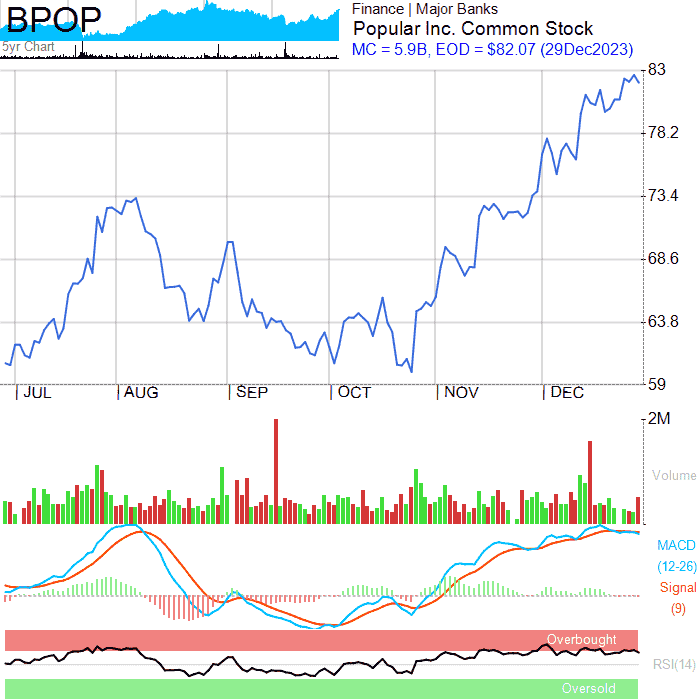 BPOP
5yr Chart
Finance | Major Banks
Popular Inc. Common Stock
MC = 5.9B, EOD = $82.07 (29Dec2023)
83
78.2
73.4
68.6
63.8
59
| JUL | AUG | SEP | OCT | NOV | DEC
2M
Volume
MACD
(12-26)
Signal
(9)
Overbought
RSI(14)
Oversold